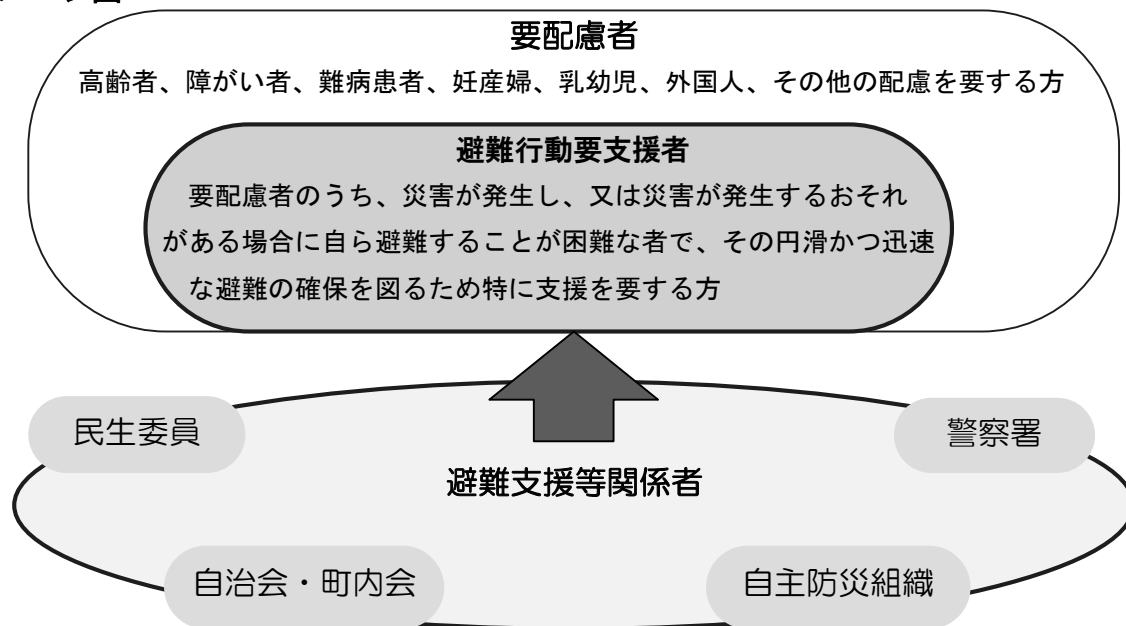 要配慮者
高齢者、障がい者、難病患者、妊産婦、乳幼児、外国人、その他の配慮を要する方
避難行動要支援者
要配慮者のうち、災害が発生し、又は災害が発生するおそれ
がある場合に自ら避難することが困難な者で、その円滑かつ迅速
な避難の確保を図るため特に支援を要する方
民生委員
警察署
避難支援等関係者
自治会・町内会
自主防災組織